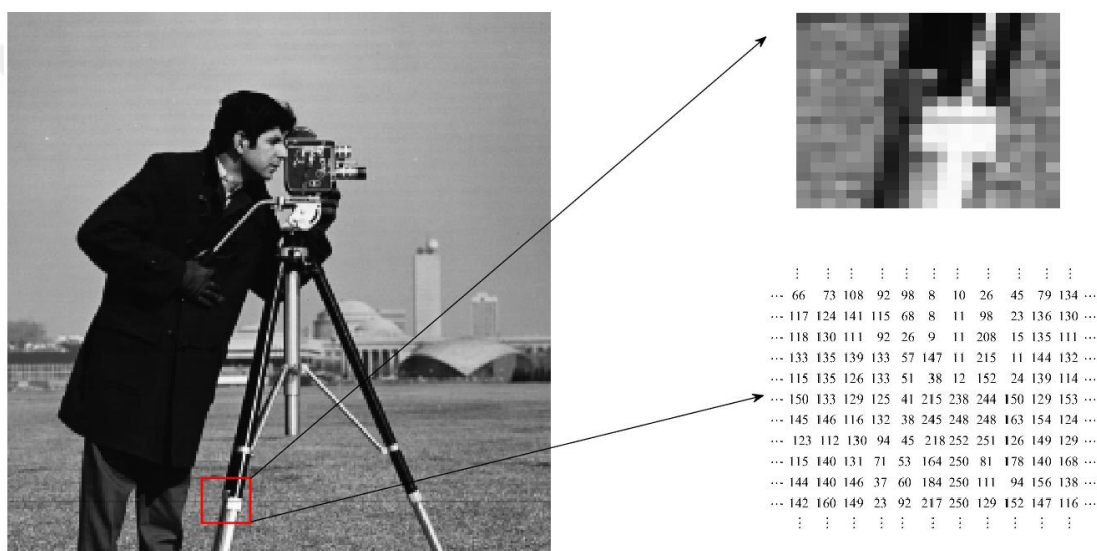 ⋮ ⋮ ⋮ ⋮ ⋮ ⋮ ⋮ ⋮ ⋮ ⋮ ⋮
⋯ 66 73 108 92 98 8 10 26 45 79 134 ⋯
⋯ 117 124 141 115 68 8 11 98 23 136 130 ⋯
⋯ 118 130 111 92 26 9 11 208 15 135 111 ⋯
⋯ 133 135 139 133 57 147 11 215 11 144 132 ⋯
⋯ 115 135 126 133 51 38 12 152 24 139 114 ⋯
⋯ 150 133 129 125 41 215 238 244 150 129 153 ⋯
⋯ 145 146 116 132 38 245 248 248 163 154 124 ⋯
⋯ 123 112 130 94 45 218 252 251 126 149 129 ⋯
⋯ 115 140 131 71 53 164 250 81 178 140 168 ⋯
⋯ 144 140 146 37 60 184 250 111 94 156 138 ⋯
⋯ 142 160 149 23 92 217 250 129 152 147 116 ⋯
⋮ ⋮ ⋮ ⋮ ⋮ ⋮ ⋮ ⋮ ⋮ ⋮ ⋮